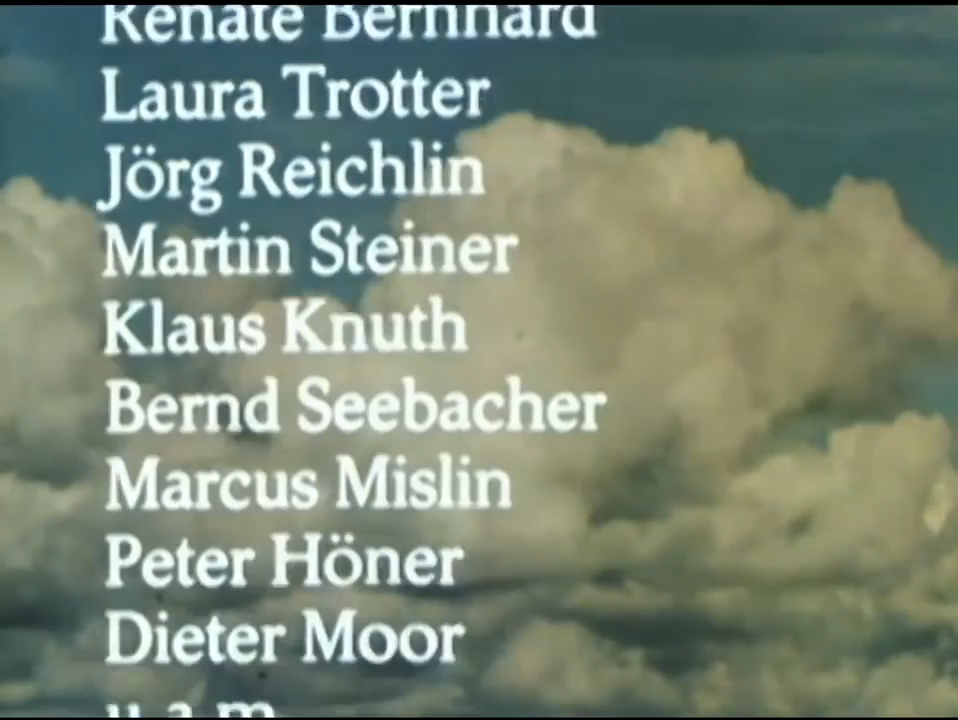 Renate Bernhard
Laura Trotter
Jörg Reichlin
Martin Steiner
Klaus Knuth
Bernd Seebacher
Marcus Mislin
Peter Höner
Dieter Moor
u.a.m.